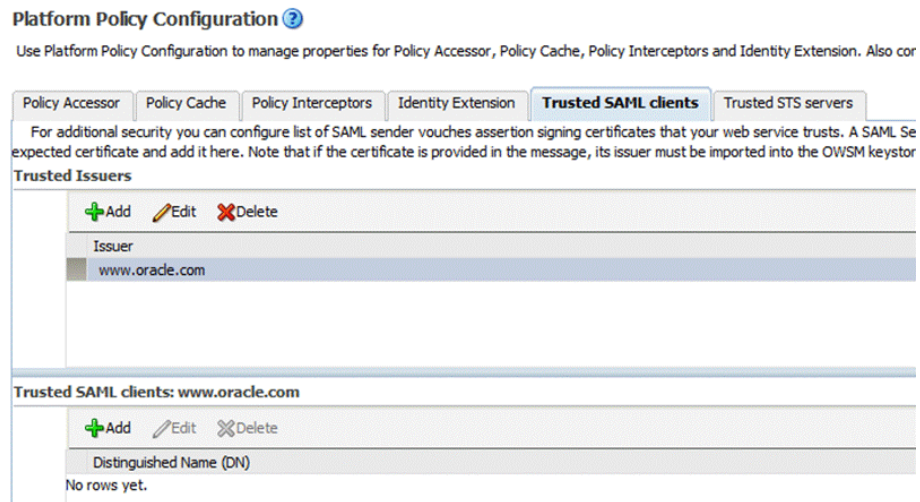 Platform Policy Configuration ?
Use Platform Policy Configuration to manage properties for Policy Accessor, Policy Cache, Policy Interceptors and Identity Extension. Also cor
Policy Accessor Policy Cache Policy Interceptors Identity Extension Trusted SAML clients Trusted STS servers
For additional security you can configure list of SAML sender vouches assertion signing certificates that your web service trusts. A SAML Se
expected certificate and add it here. Note that if the certificate is provided in the message, its issuer must be imported into the OWSM keystor
Trusted Issuers
Add Edit Delete
Issuer
www.oracle.com
Trusted SAML clients: www.oracle.com
Add Edit Delete
Distinguished Name (DN)
No rows yet.